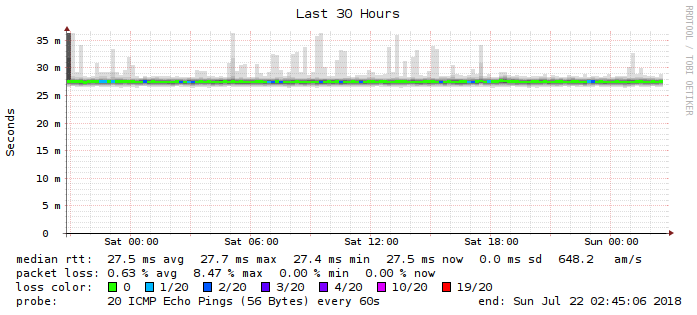 Last 30 Hours
RRDTOOL / TOBI OETIKER
Seconds
35 m
30 m
25 m
20 m
15 m
10 m
5 m
0
Sat 00:00 Sat 06:00 Sat 12:00 Sat 18:00 Sun 00:00
median rtt: 27.5 ms avg 27.7 ms max 27.4 ms min 27.5 ms now 0.0 ms sd 648.2 am/s
packet loss: 0.63 % avg 8.47 % max 0.00 % min 0.00 % now
loss color: 0 1/20 2/20 3/20 4/20 10/20 19/20
probe: 20 ICMP Echo Pings (56 Bytes) every 60s end: Sun Jul 22 02:45:06 2018